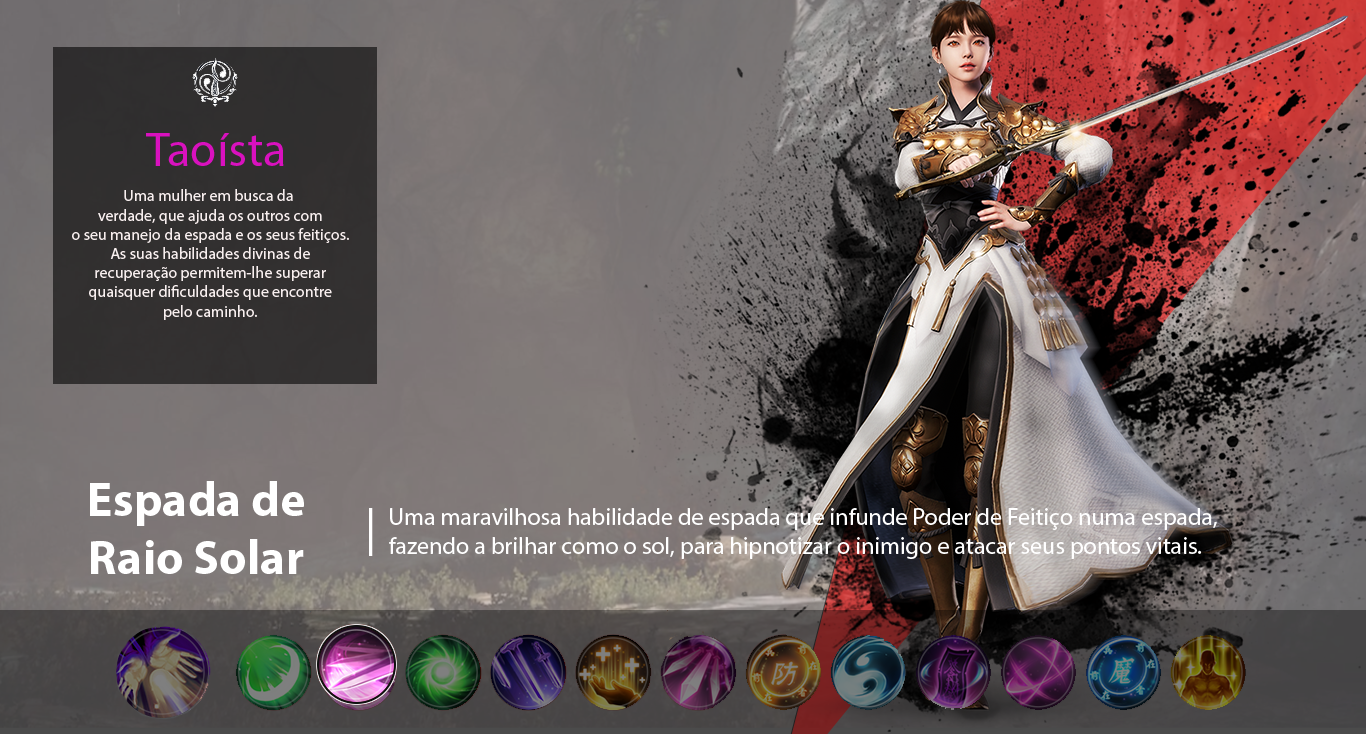 Taoísta
Uma mulher em busca da
verdade, que ajuda os outros com
o seu manejo da espada e os seus feitiços.
As suas habilidades divinas de
recuperação permitem-lhe superar
quaisquer dificuldades que encontre
pelo caminho.
Espada de
Raio Solar
Uma maravilhosa habilidade de espada que infunde Poder de Feitiço numa espada,
fazendo a brilhar como o sol, para hipnotizar o inimigo e atacar seus pontos vitais.
防
魔